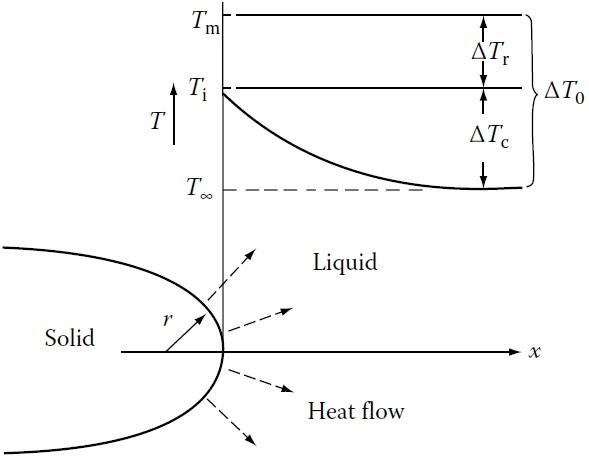 Tm
ΔTr
Ti
ΔT0
T
ΔTc
T∞
Liquid
r
Solid
x
Heat flow